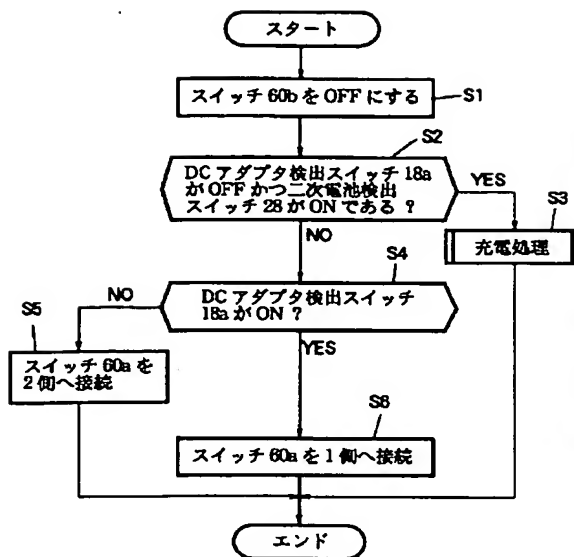 スタート
スイッチ 60b を OFF にする
S1
S2
DC アダプタ検出スイッチ 18a
が OFF かつ二次電池検出
スイッチ 28 が ON である ?
YES
S3
充電処理
NO
S4
DC アダプタ検出スイッチ
18a が ON ?
NO
S5
スイッチ 60a を
2 側へ接続
YES
S6
スイッチ 60a を 1 側へ接続
エンド